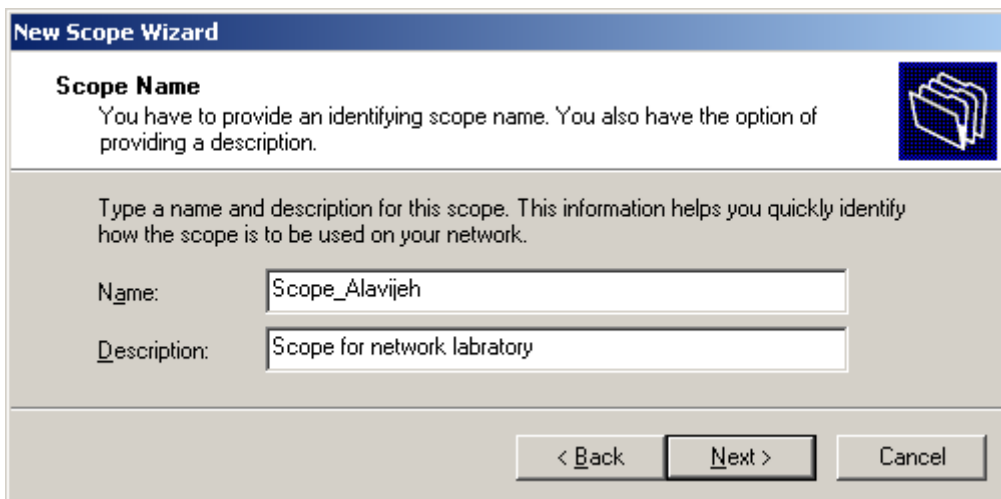 New Scope Wizard
Scope Name
You have to provide an identifying scope name. You also have the option of
providing a description.
Type a name and description for this scope. This information helps you quickly identify
how the scope is to be used on your network.
Name: Scope_Alavijeh
Description: Scope for network labratory
< Back Next > Cancel